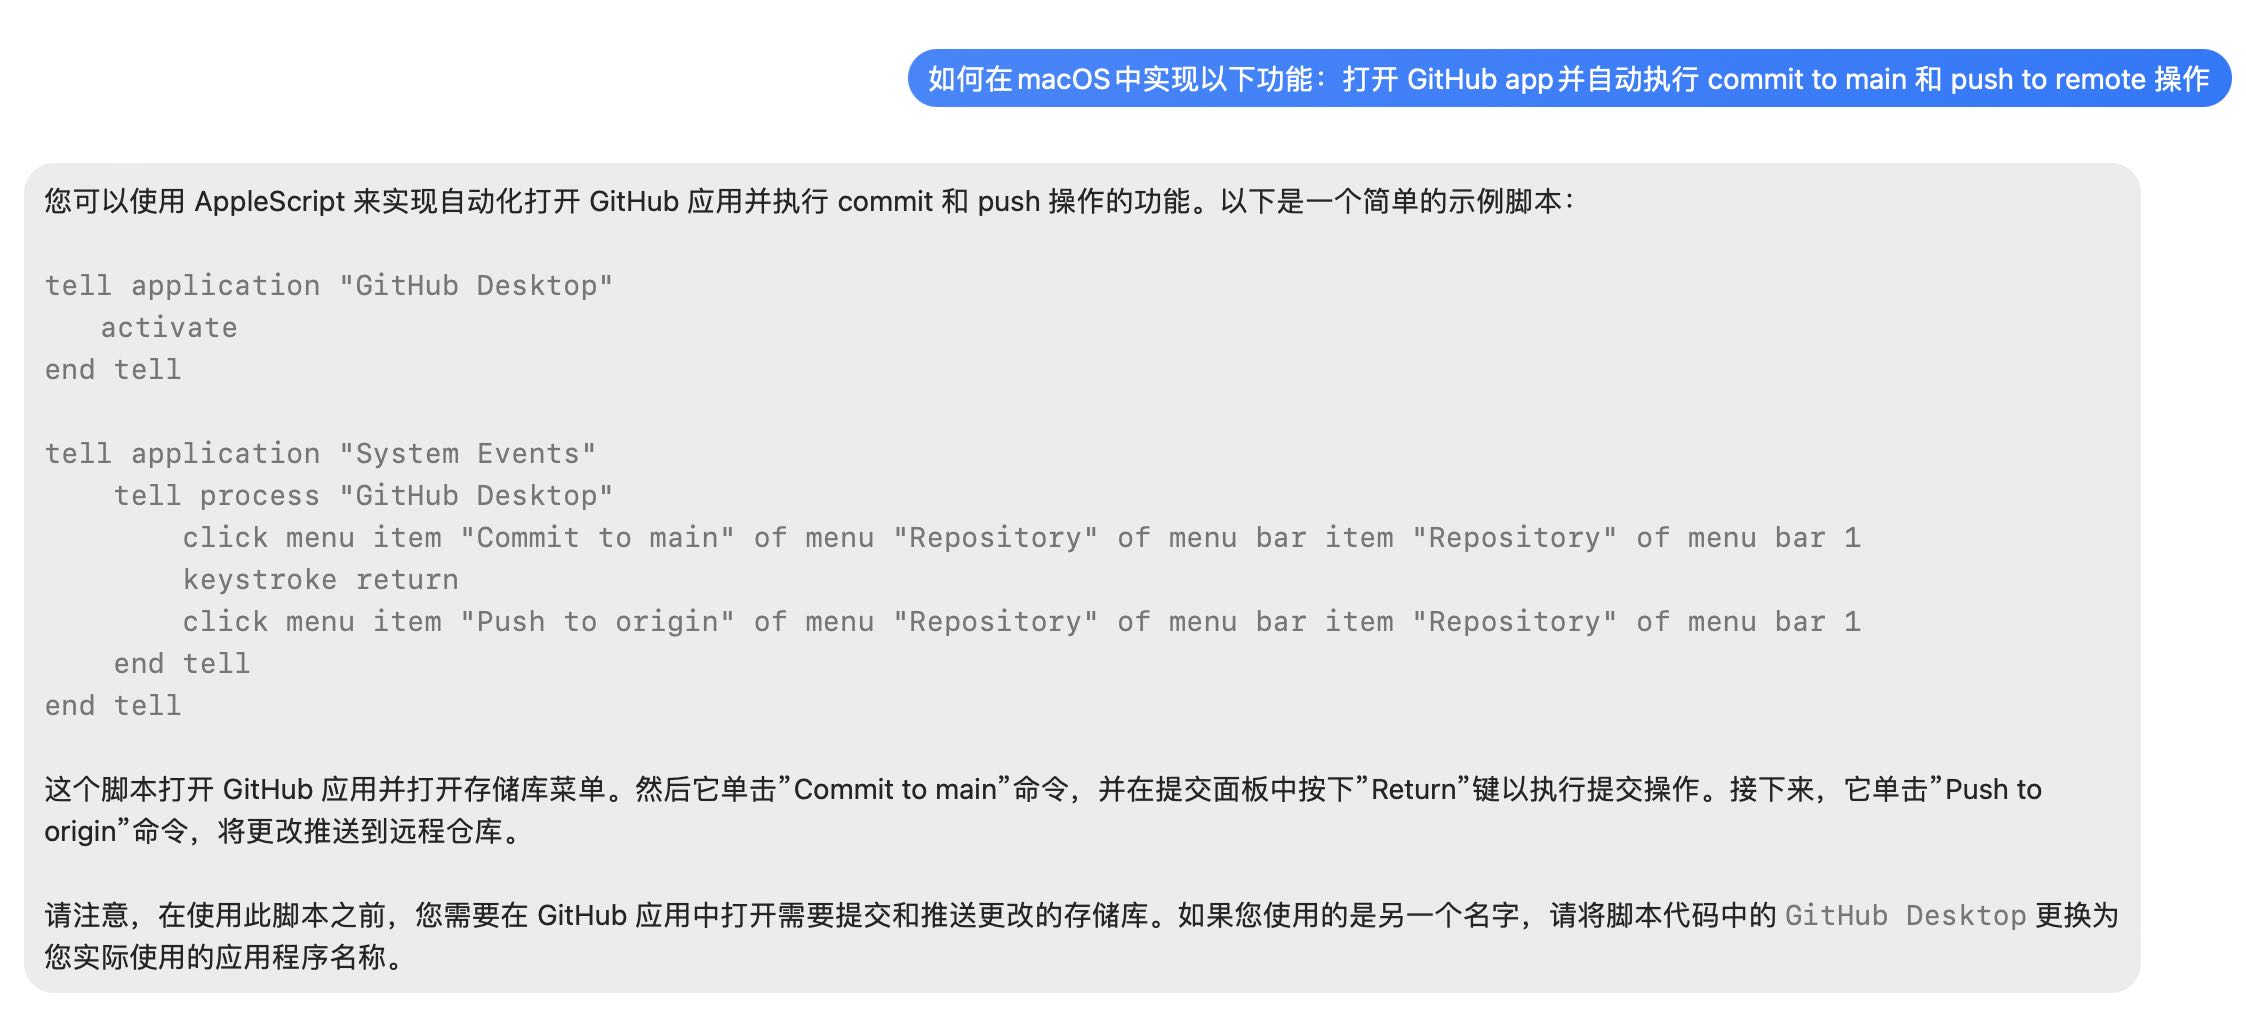 如何在macOS中实现以下功能：打开 GitHub app并自动执行 commit to main 和 push to remote 操作
您可以使用 AppleScript 来实现自动化打开 GitHub 应用并执行 commit 和 push 操作的功能。以下是一个简单的示例脚本：
tell application "GitHub Desktop"
activate
end tell
tell application "System Events"
tell process "GitHub Desktop"
click menu item "Commit to main" of menu "Repository" of menu bar item "Repository" of menu bar 1
keystroke return
click menu item "Push to origin" of menu "Repository" of menu bar item "Repository" of menu bar 1
end tell
end tell
这个脚本打开 GitHub 应用并打开存储库菜单。然后它单击”Commit to main”命令，并在提交面板中按下”Return”键以执行提交操作。接下来，它单击”Push to
origin”命令，将更改推送到远程仓库。
请注意，在使用此脚本之前，您需要在 GitHub 应用中打开需要提交和推送更改的存储库。如果您使用的是另一个名字，请将脚本代码中的 GitHub Desktop 更换为
您实际使用的应用程序名称。